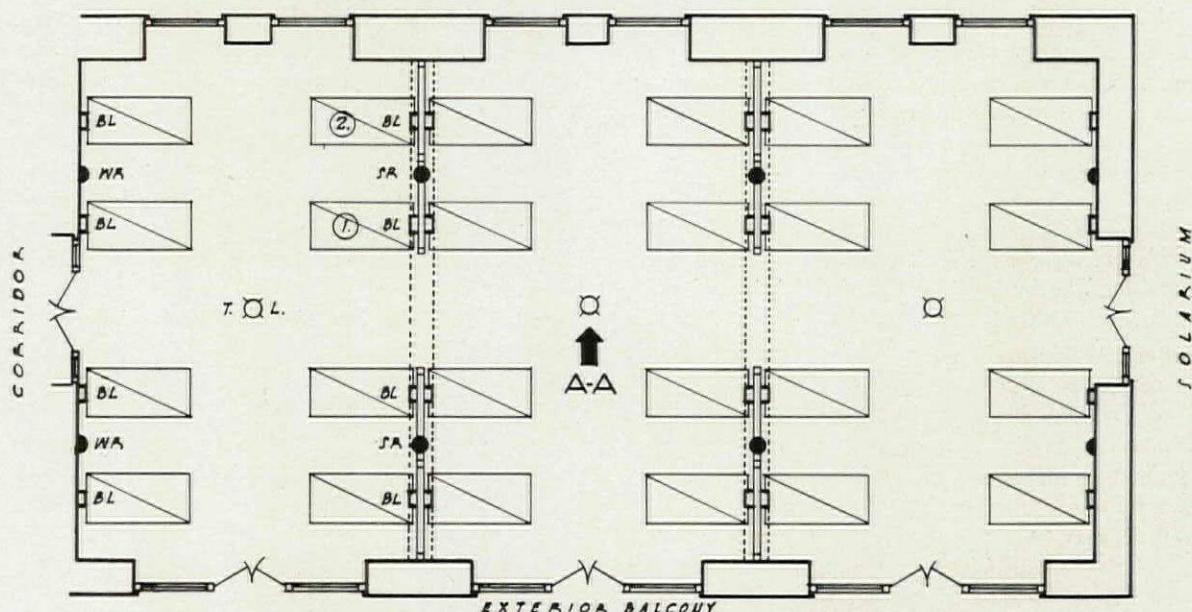 BL
2.
BL
WR
SR
BL
1.
BL
CORRIDOR
T. L.
A-A
SOLARIUM
BL
BL
WR
SR
BL
BL
EXTERIOR BALCONY